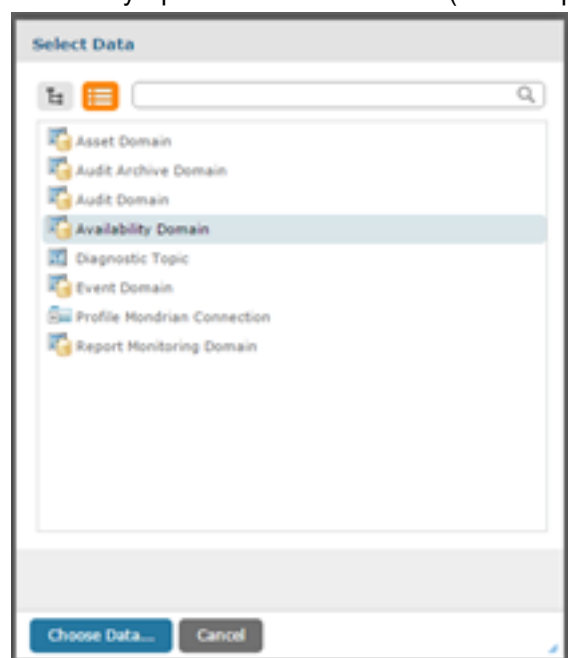 Select Data
Asset Domain
Audit Archive Domain
Audit Domain
Availability Domain
Diagnostic Topic
Event Domain
Profile Mondrian Connection
Report Monitoring Domain
Choose Data...
Cancel